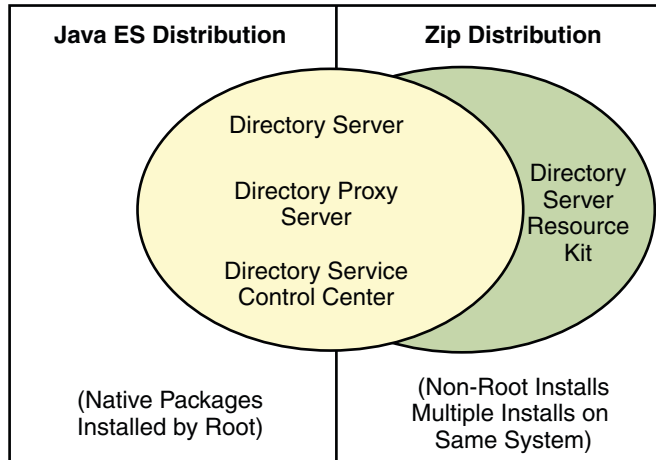 Java ES Distribution
Zip Distribution
Directory Server
Directory Proxy
Server
Directory Service
Control Center
Directory
Server
Resource
Kit
(Native Packages
Installed by Root)
(Non-Root Installs
Multiple Installs on
Same System)